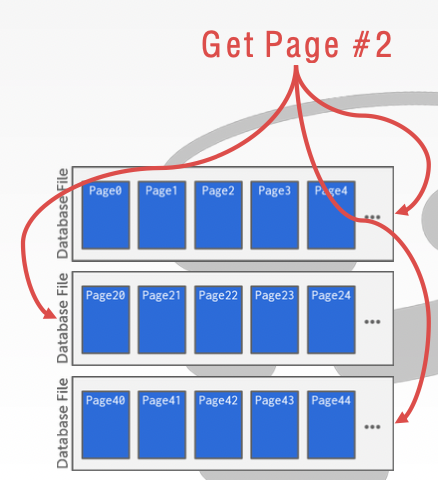 Get Page #2
Database File
Page0 Page1 Page2 Page3 Page4 ...
Database File
Page20 Page21 Page22 Page23 Page24 ...
Database File
Page40 Page41 Page42 Page43 Page44 ...